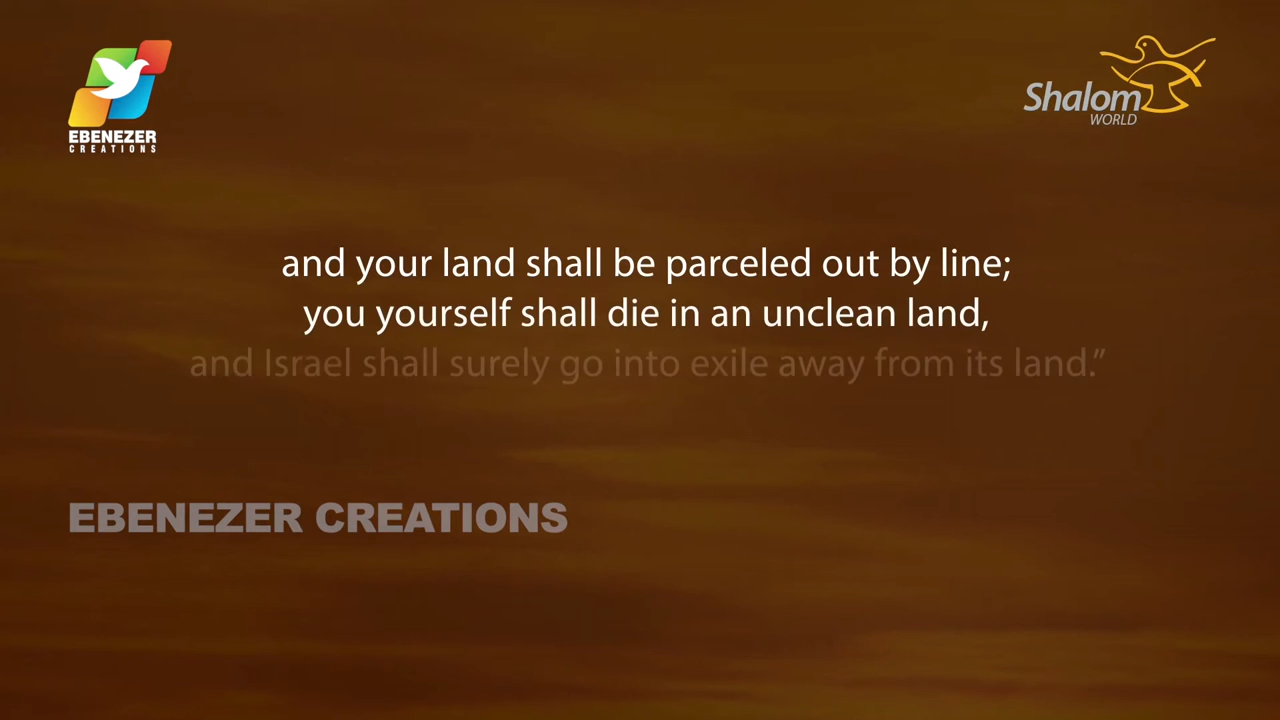 EBENEZER
CREATIONS
Shalom
WORLD
and your land shall be parceled out by line;
you yourself shall die in an unclean land,
and Israel shall surely go into exile away from its land.”
EBENEZER CREATIONS